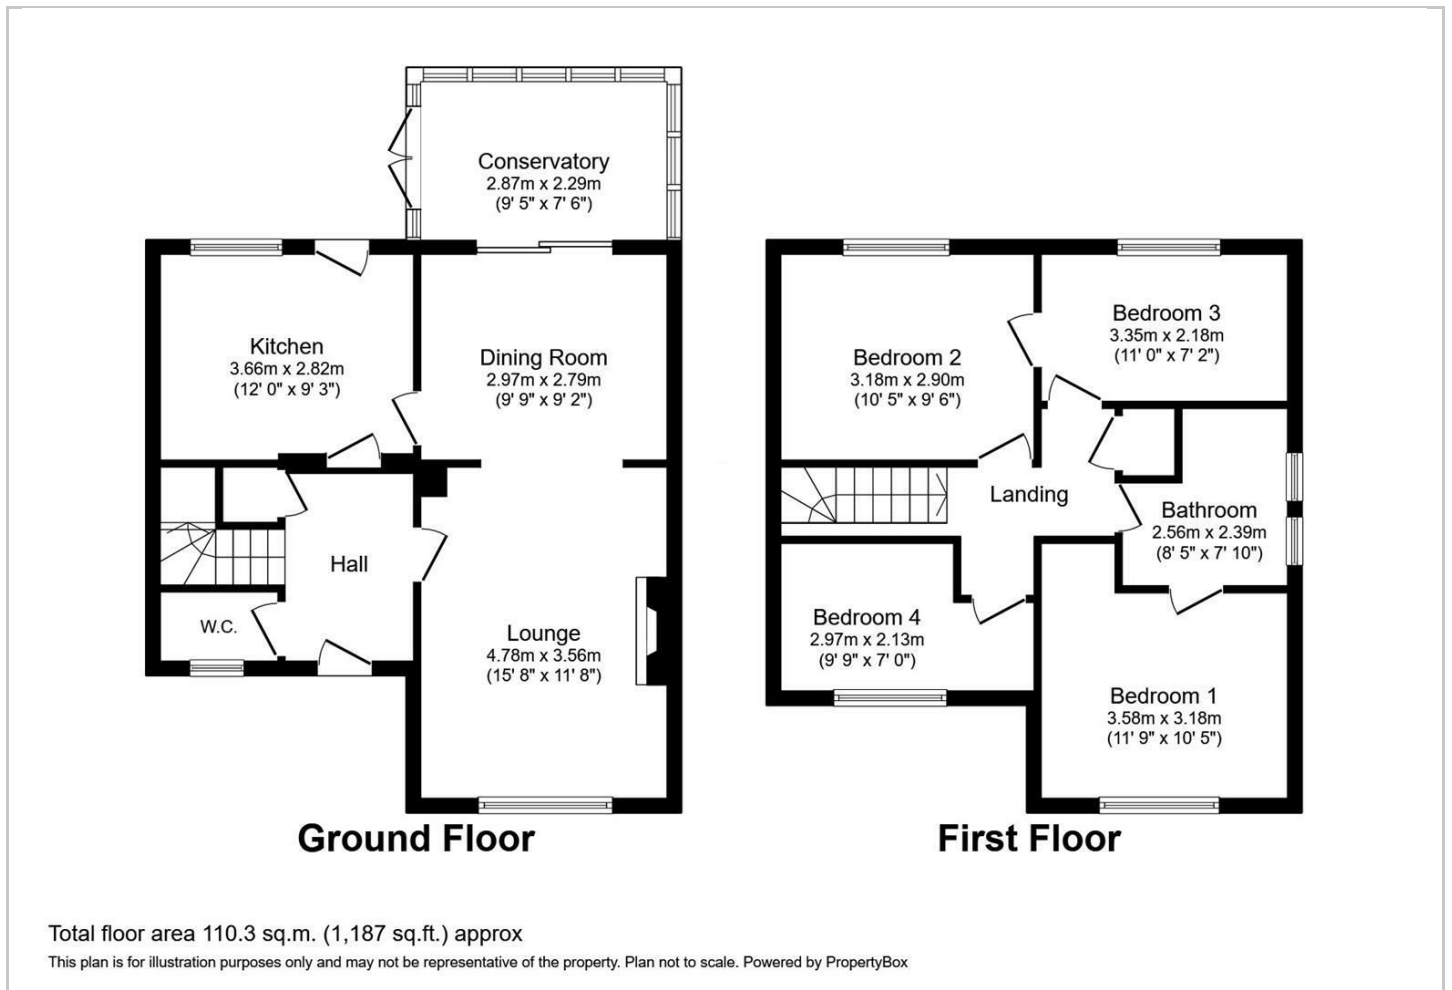 Conservatory
2.87m x 2.29m
(9' 5" x 7' 6")
Kitchen
3.66m x 2.82m
(12' 0" x 9' 3")
Dining Room
2.97m x 2.79m
(9' 9" x 9' 2")
Hall
W.C.
Lounge
4.78m x 3.56m
(15' 8" x 11' 8")
Ground Floor
Bedroom 2
3.18m x 2.90m
(10' 5" x 9' 6")
Bedroom 3
3.35m x 2.18m
(11' 0" x 7' 2")
Landing
Bathroom
2.56m x 2.39m
(8' 5" x 7' 10")
Bedroom 4
2.97m x 2.13m
(9' 9" x 7' 0")
Bedroom 1
3.58m x 3.18m
(11' 9" x 10' 5")
First Floor
Total floor area 110.3 sq.m. (1,187 sq.ft.) approx
This plan is for illustration purposes only and may not be representative of the property. Plan not to scale. Powered by PropertyBox